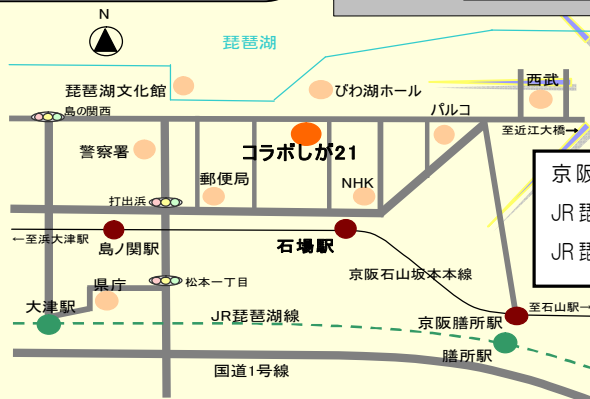 N
琵琶湖
琵琶湖文化館
びわ湖ホール
西武
島の関西
パルコ
至近江大橋→
警察署
コラボしが21
郵便局
NHK
打出浜
京阪
JR琵
JR琵
←至浜大津駅
島ノ関駅
石場駅
県庁
松本一丁目
京阪石山坂本本線
大津駅
JR琵琶湖線
至石山駅→
京阪膳所駅
膳所駅
国道1号線